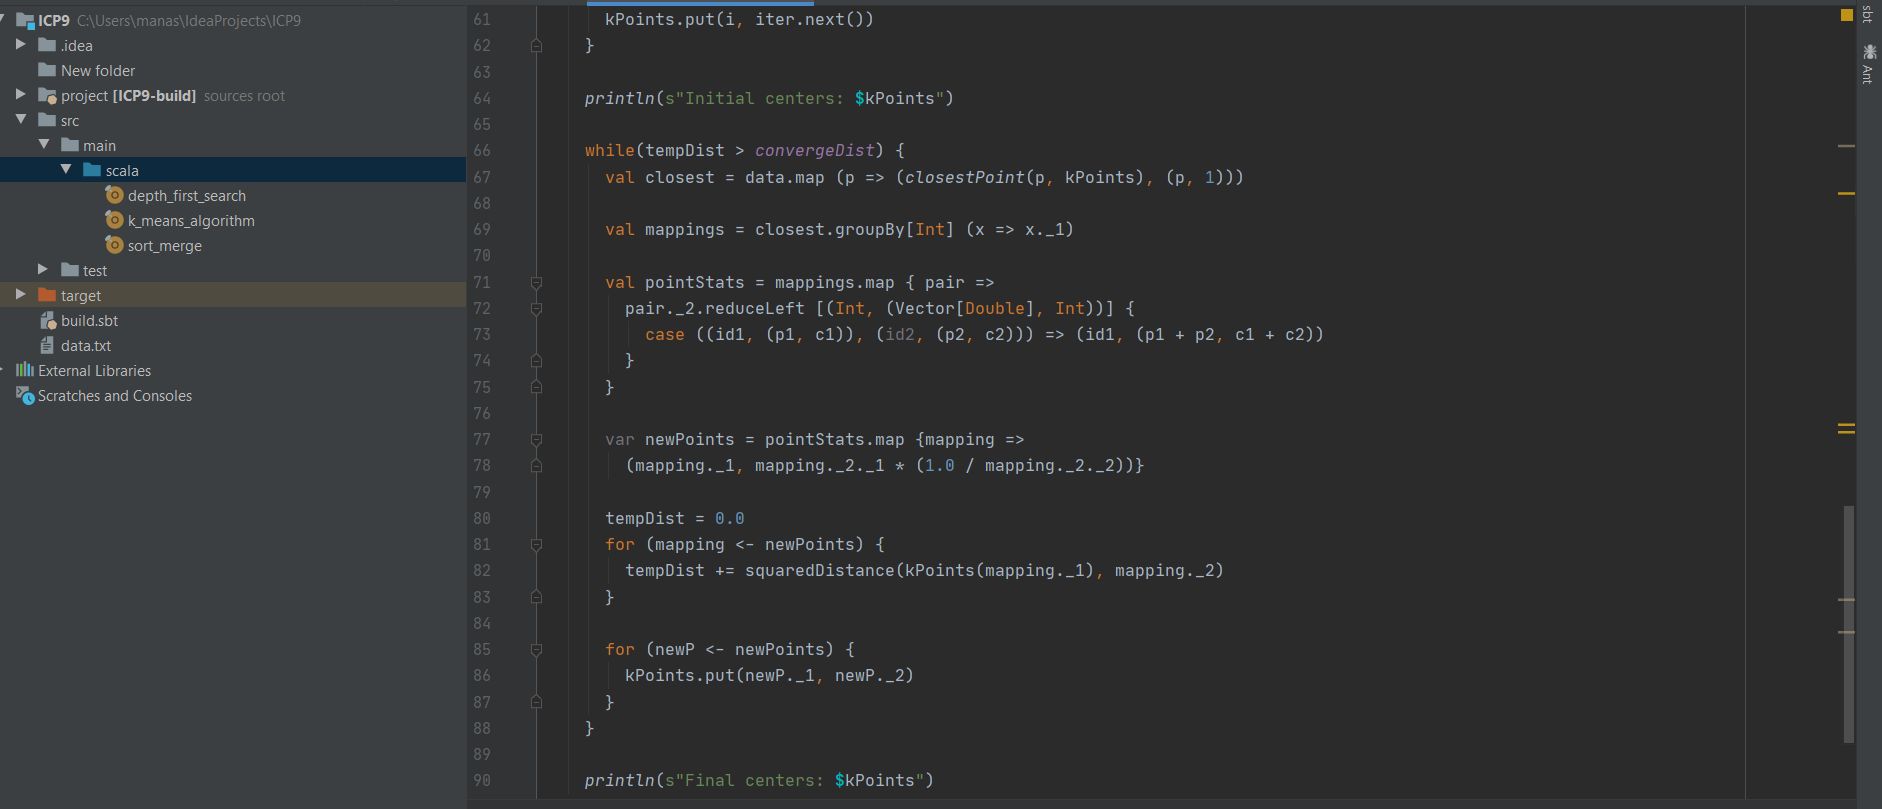 ICP9 C:\Users\manas\IdeaProjects\ICP9
.idea
New folder
project [ICP9-build] sources root
src
main
scala
depth_first_search
k_means_algorithm
sort_merge
test
target
build.sbt
data.txt
External Libraries
Scratches and Consoles
61 kPoints.put(i, iter.next())
62 }
63
64 println(s"Initial centers: $kPoints")
65
66 while(tempDist > convergeDist) {
67 val closest = data.map (p => (closestPoint(p, kPoints), (p, 1)))
68
69 val mappings = closest.groupBy[Int] (x => x._1)
70
71 val pointStats = mappings.map { pair =>
72 pair._2.reduceLeft [(Int, (Vector[Double], Int))] {
73 case ((id1, (p1, c1)), (id2, (p2, c2))) => (id1, (p1 + p2, c1 + c2))
74 }
75 }
76
77 var newPoints = pointStats.map {mapping =>
78 (mapping._1, mapping._2._1 * (1.0 / mapping._2._2))}
79
80 tempDist = 0.0
81 for (mapping <- newPoints) {
82 tempDist += squaredDistance(kPoints(mapping._1), mapping._2)
83 }
84
85 for (newP <- newPoints) {
86 kPoints.put(newP._1, newP._2)
87 }
88 }
89
90 println(s"Final centers: $kPoints")
sbt
Ant